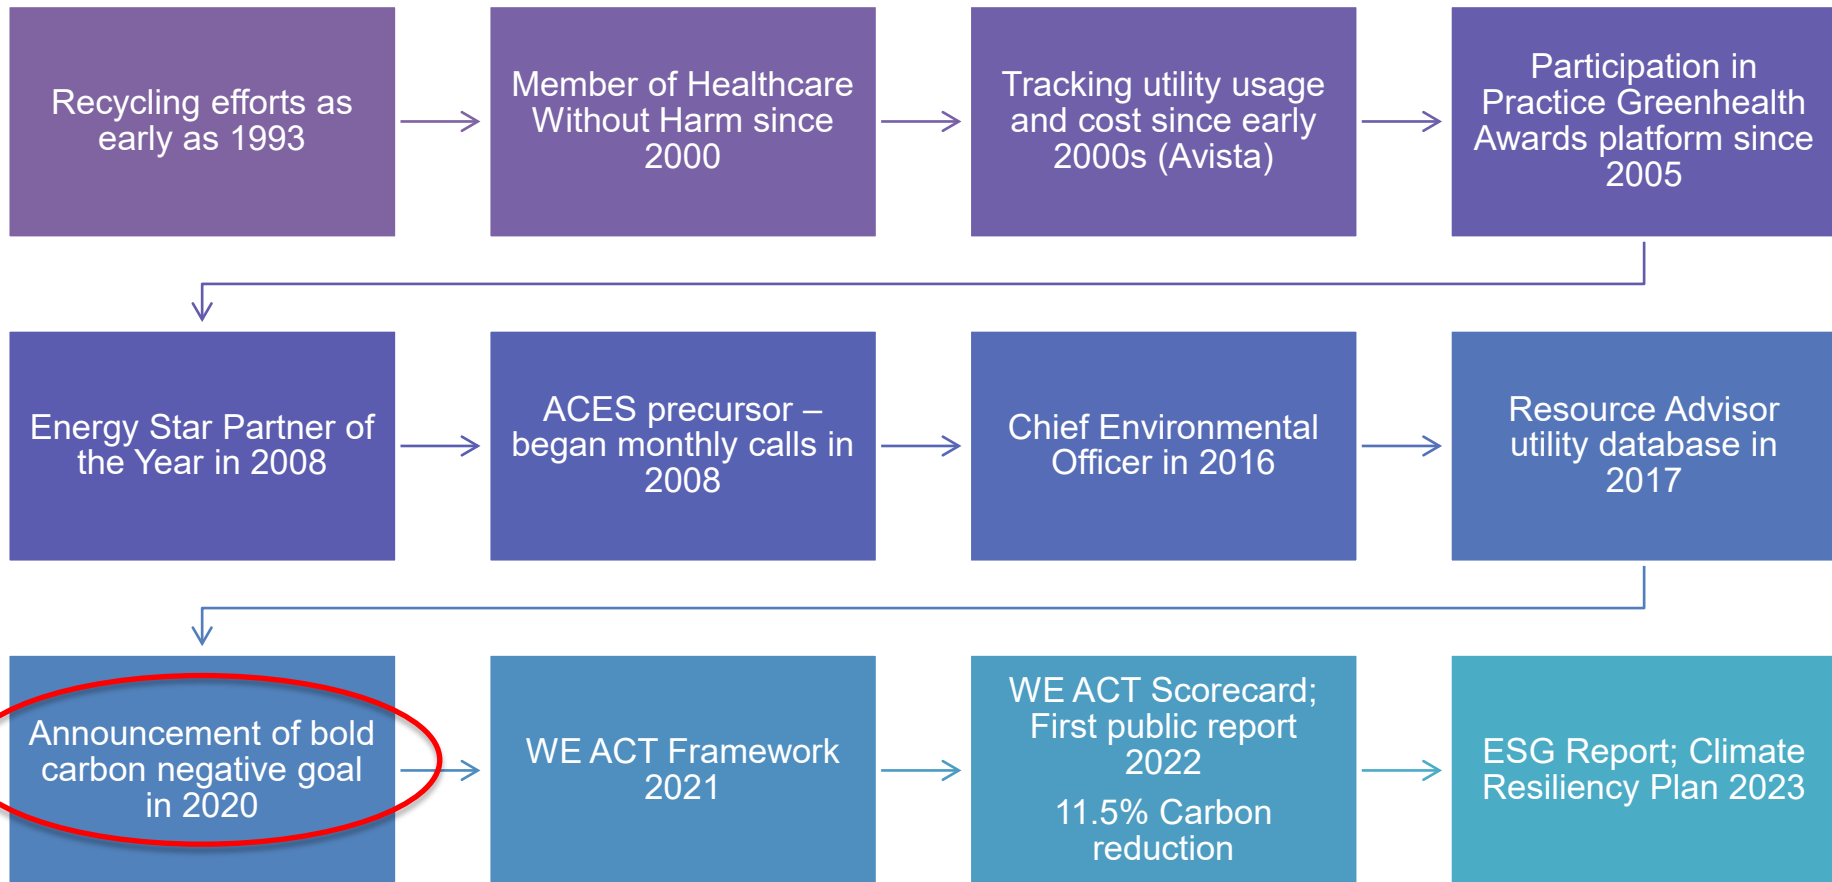 Recycling efforts as
early as 1993
Member of Healthcare
Without Harm since
2000
Tracking utility usage
and cost since early
2000s (Avista)
Participation in
Practice Greenhealth
Awards platform since
2005
Energy Star Partner of
the Year in 2008
ACES precursor –
began monthly calls in
2008
Chief Environmental
Officer in 2016
Resource Advisor
utility database in
2017
Announcement of bold
carbon negative goal
in 2020
WE ACT Framework
2021
WE ACT Scorecard;
First public report
2022
11.5% Carbon
reduction
ESG Report; Climate
Resiliency Plan 2023